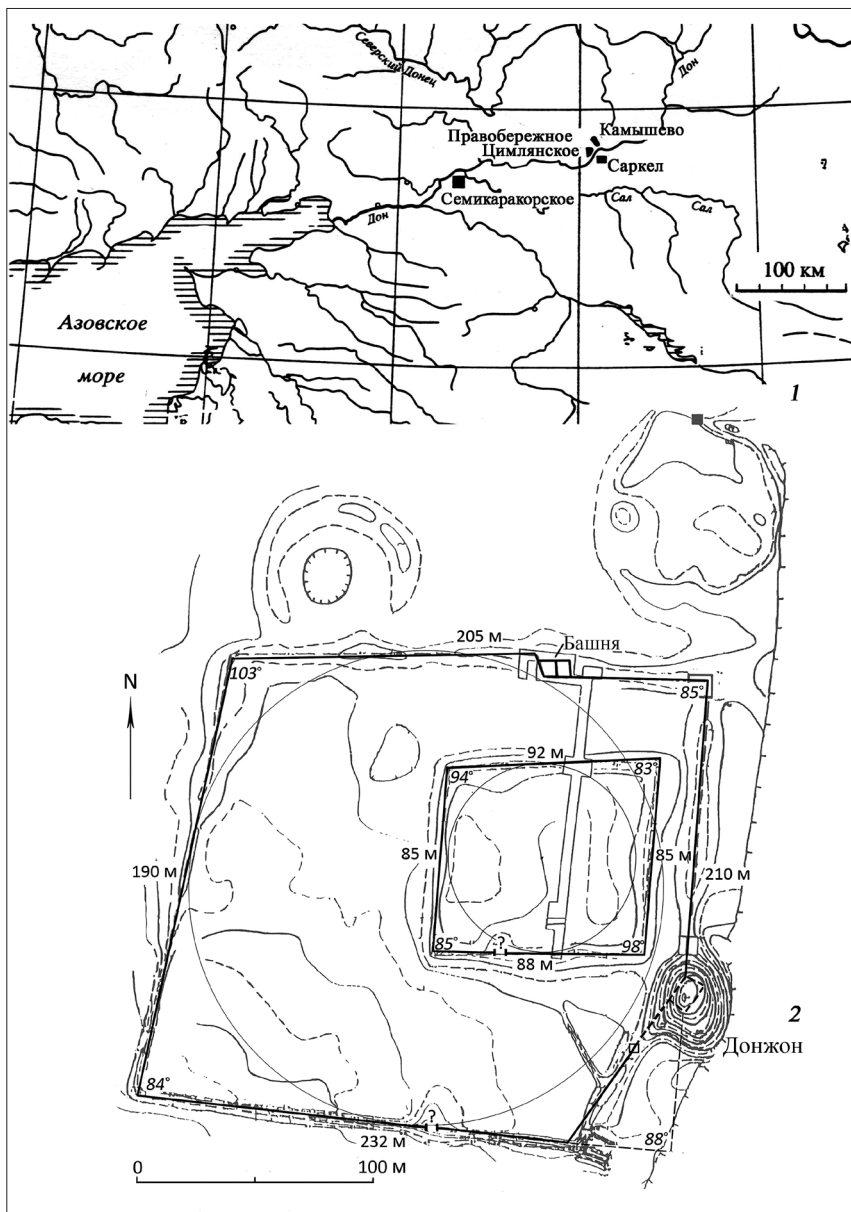 Северский Донец
Дон
Камышево
Правобережное
Цимлянское
Саркел
Семикаракорское
Дон
Сал
Сал
100 км
Азовское
море
1
205 м
Башня
N
103°
85°
92 м
94°
83°
85 м
85 м
190 м
210 м
?
85°
98°
88 м
2
Донжон
84°
?
232 м
88°
0
100 м